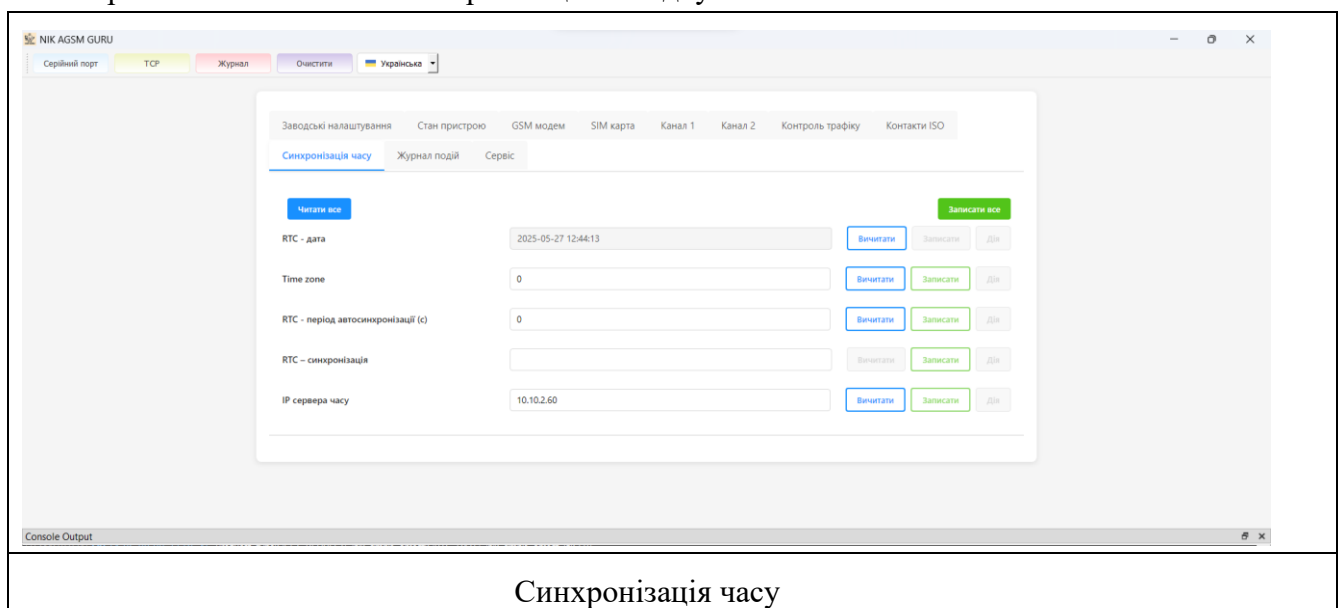 NIK AGSM GURU
Серійний порт TCP Журнал Очистити Українська
Заводські налаштування Стан пристрою GSM модем SIM карта Канал 1 Канал 2 Контроль трафіку Контакти ISO
Синхронізація часу Журнал подій Сервіс
Читати все Записати все
RTC - дата 2025-05-27 12:44:13 Вичитати Записати Дія
Time zone 0 Вичитати Записати Дія
RTC - період автосинхронізації (с) 0 Вичитати Записати Дія
RTC – синхронізація Вичитати Записати Дія
IP сервера часу 10.10.2.60 Вичитати Записати Дія
Console Output
Синхронізація часу